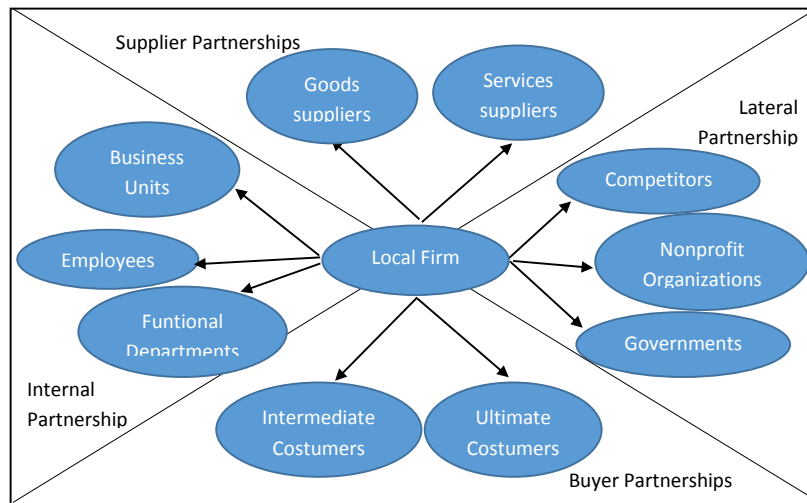 Supplier Partnerships
Goods
suppliers
Services
suppliers
Lateral
Partnership
Business
Units
Competitors
Employees
Local Firm
Nonprofit
Organizations
Funtional
Departments
Governments
Internal
Partnership
Intermediate
Costumers
Ultimate
Costumers
Buyer Partnerships